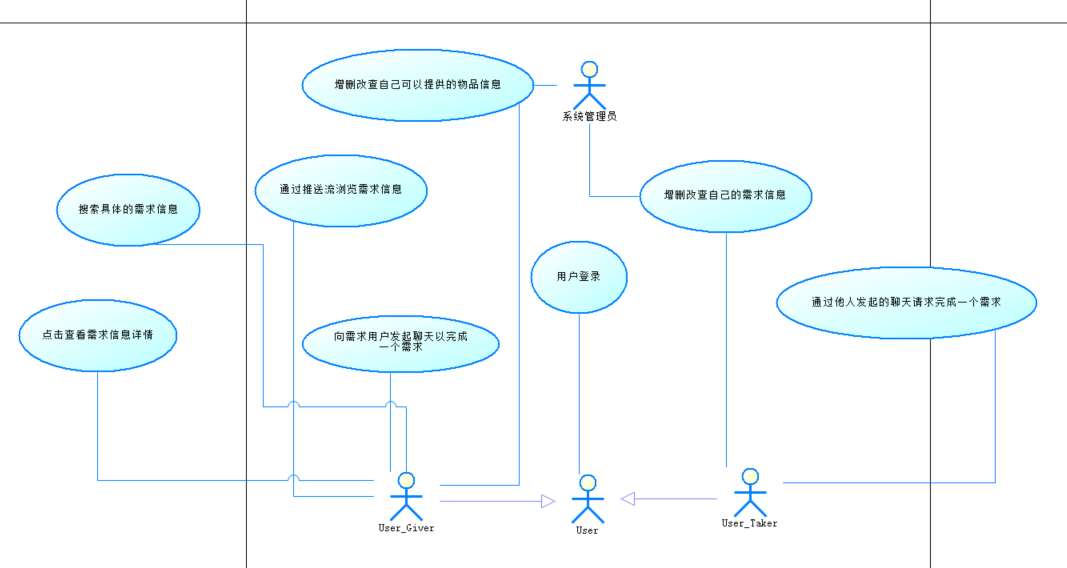 增删改查自己可以提供的物品信息
系统管理员
通过推送流浏览需求信息
增删改查自己的需求信息
搜索具体的需求信息
用户登录
通过他人发起的聊天请求完成一个需求
点击查看需求信息详情
向需求用户发起聊天以完成
一个需求
User_Giver
User
User_Taker